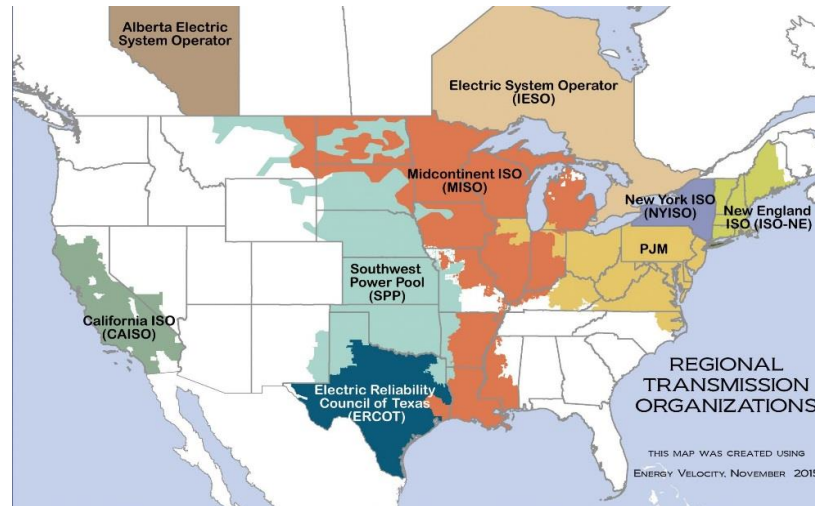 Alberta Electric
System Operator
Electric System Operator
(IESO)
Midcontinent ISO
(MISO)
New York ISO
(NYISO)
New England
ISO (ISO-NE)
PJM
Southwest
Power Pool
(SPP)
California ISO
(CAISO)
Electric Reliability
Council of Texas
(ERCOT)
REGIONAL
TRANSMISSION
ORGANIZATIONS
THIS MAP WAS CREATED USING
ENERGY VELOCITY, NOVEMBER 2015